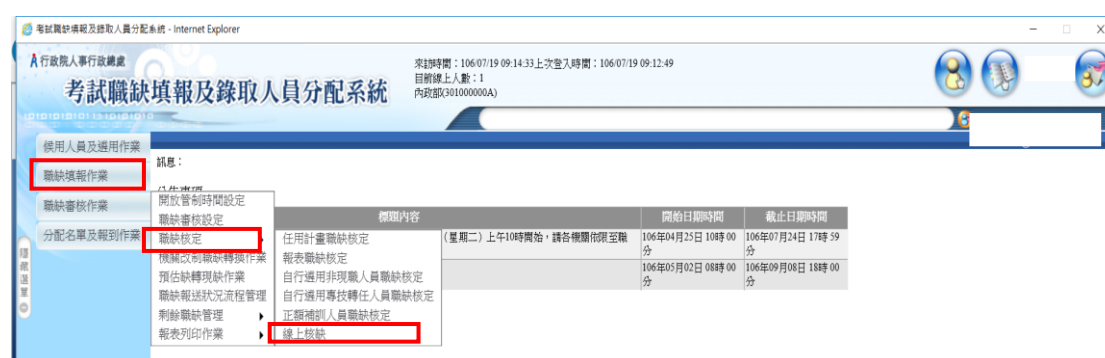 考試職缺填報及錄取人員分配系統 - Internet Explorer
行政院人事行政總處
考試職缺填報及錄取人員分配系統
來訪時間：106/07/19 09:14:33上次登入時間：106/07/19 09:12:49
目前線上人數：1
內政部(301000000A)
候用人員及遴用作業
職缺填報作業
職缺審核作業
分配名單及報到作業
隱藏選單
訊息：
開放管制時間設定
職缺審核設定
職缺核定
機關改制職缺轉換作業
預估缺轉現缺作業
職缺報送狀況流程管理
剩餘職缺管理
報表列印作業
任用計畫職缺核定
報表職缺核定
自行遴用非現職人員職缺核定
自行遴用專技轉任人員職缺核定
正額補訓人員職缺核定
線上核缺
標題內容 開始日期時間 截止日期時間
（星期二）上午10時開始，請各機關依限至職 106年04月25日 10時 00分 106年07月24日 17時 59分
106年05月02日 08時 00分 106年09月08日 18時 00分